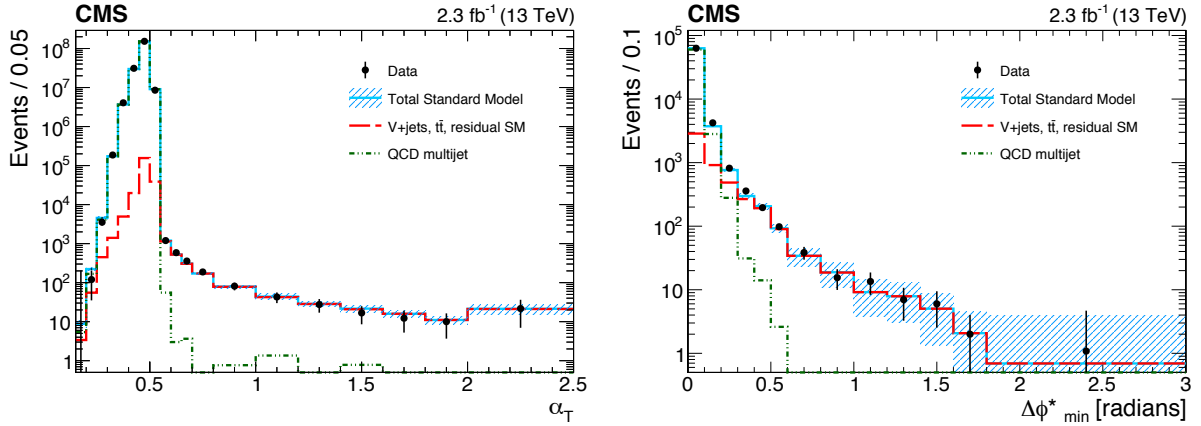 CMS 2.3 fb⁻¹ (13 TeV)
Events / 0.05
10⁸
10⁷
10⁶
10⁵
10⁴
10³
10²
10
1
Data
Total Standard Model
V+jets, tt̄, residual SM
QCD multijet
0.5 1 1.5 2 2.5
α_T
CMS 2.3 fb⁻¹ (13 TeV)
Events / 0.1
10⁵
10⁴
10³
10²
10
1
Data
Total Standard Model
V+jets, tt̄, residual SM
QCD multijet
0 0.5 1 1.5 2 2.5 3
Δϕ*_min [radians]